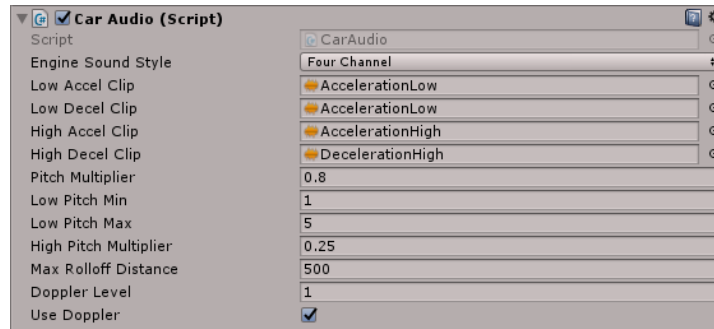 Car Audio (Script)
Script CarAudio
Engine Sound Style Four Channel
Low Accel Clip AccelerationLow
Low Decel Clip AccelerationLow
High Accel Clip AccelerationHigh
High Decel Clip DecelerationHigh
Pitch Multiplier 0.8
Low Pitch Min 1
Low Pitch Max 5
High Pitch Multiplier 0.25
Max Rolloff Distance 500
Doppler Level 1
Use Doppler